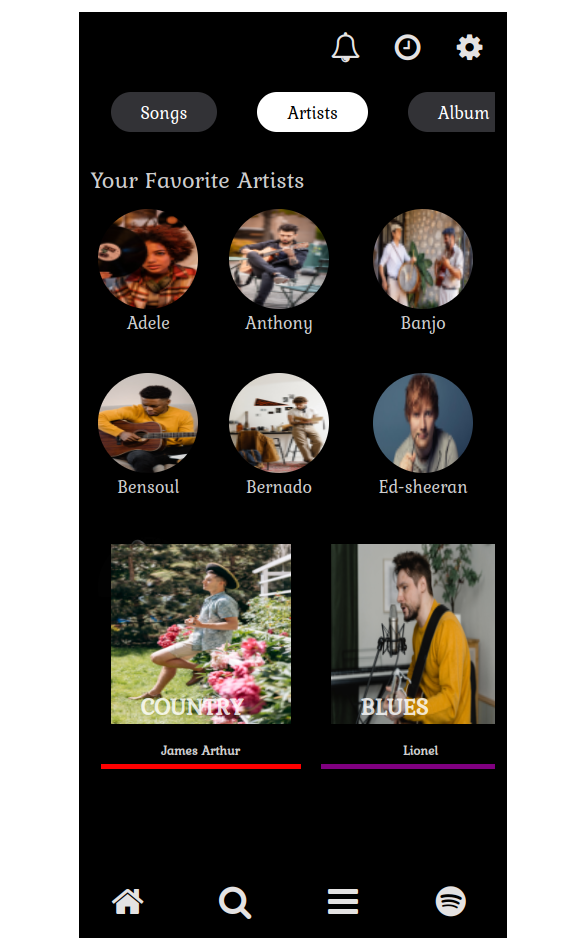 Songs Artists Album
Your Favorite Artists
Adele Anthony Banjo
Bensoul Bernado Ed-sheeran
COUNTRY BLUES
James Arthur Lionel